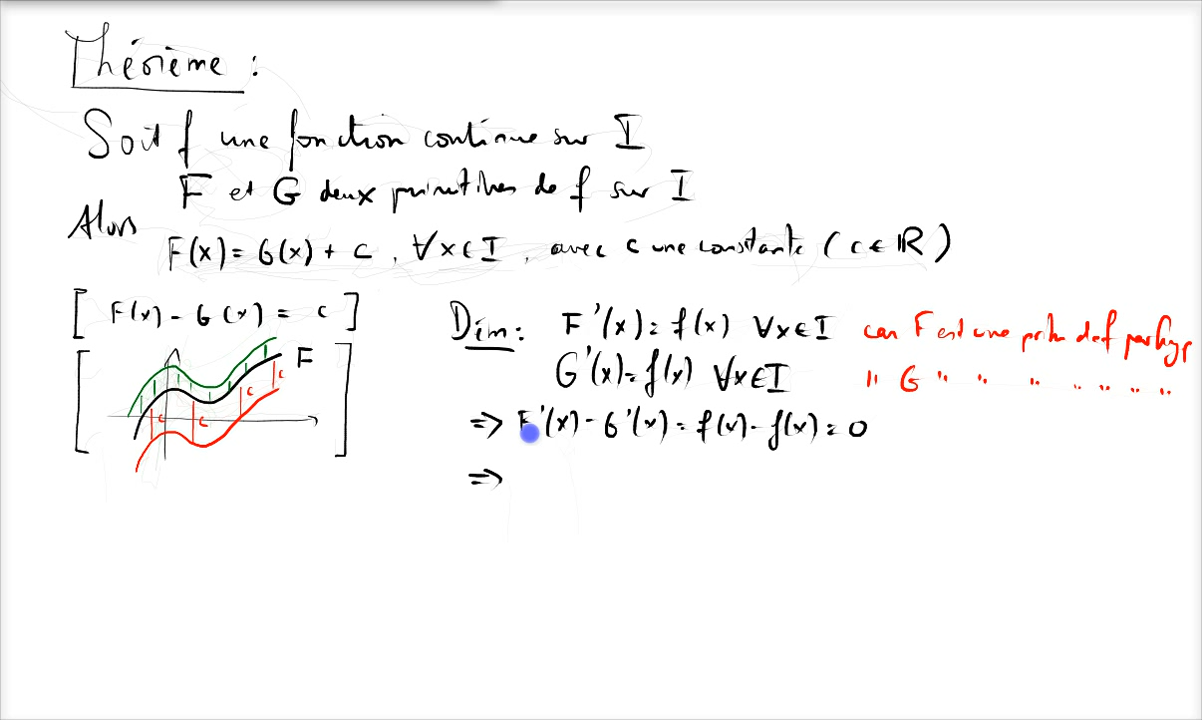 Théorème :
Soit f une fonction continue sur I
F et G deux primitives de f sur I
Alors
F(x) = G(x) + c , ∀x∈I , avec c une constante (c∈ℝ)
[ F(x) - G(x) = c ]
F
c c c c
Dém : F'(x) = f(x) ∀x∈I car F est une prim de f par hyp
G'(x) = f(x) ∀x∈I " G " " " " " " "
=> F'(x) - G'(x) = f(x) - f(x) = 0
=>